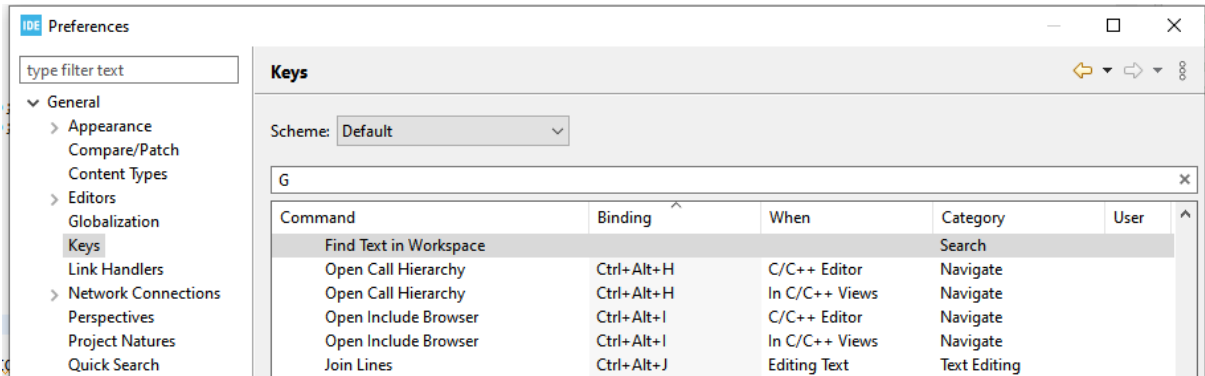 IDE Preferences
type filter text
General
Appearance
Compare/Patch
Content Types
Editors
Globalization
Keys
Link Handlers
Network Connections
Perspectives
Project Natures
Quick Search
Keys
Scheme: Default
G
Command Binding When Category User
Find Text in Workspace Search
Open Call Hierarchy Ctrl+Alt+H C/C++ Editor Navigate
Open Call Hierarchy Ctrl+Alt+H In C/C++ Views Navigate
Open Include Browser Ctrl+Alt+I C/C++ Editor Navigate
Open Include Browser Ctrl+Alt+I In C/C++ Views Navigate
Join Lines Ctrl+Alt+J Editing Text Text Editing